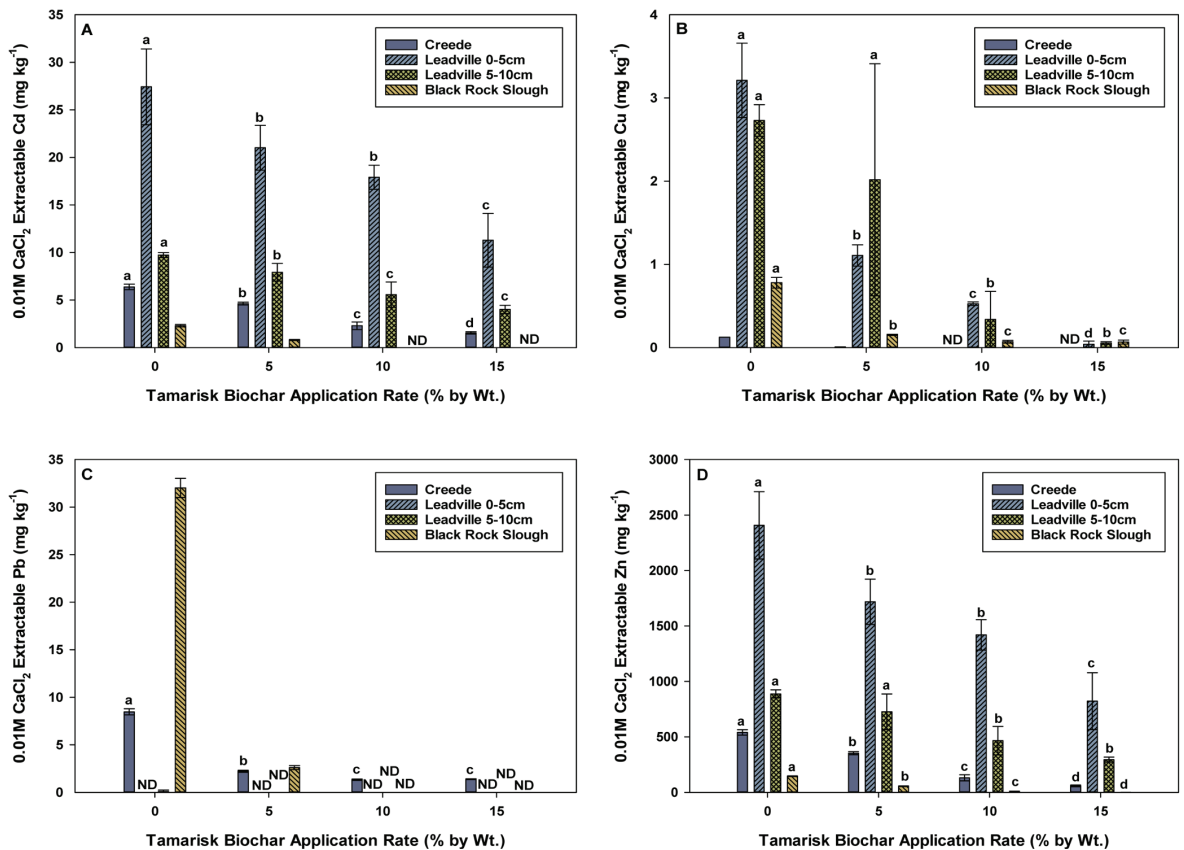 A
0.01M CaCl₂ Extractable Cd (mg kg⁻¹)
35
30
25
20
15
10
5
0
Creede
Leadville 0-5cm
Leadville 5-10cm
Black Rock Slough
a a a
b b b
c b c ND
d c c ND
0 5 10 15
Tamarisk Biochar Application Rate (% by Wt.)
B
0.01M CaCl₂ Extractable Cu (mg kg⁻¹)
4
3
2
1
0
Creede
Leadville 0-5cm
Leadville 5-10cm
Black Rock Slough
a a a
b a b
ND c b c
ND d b c
0 5 10 15
Tamarisk Biochar Application Rate (% by Wt.)
C
0.01M CaCl₂ Extractable Pb (mg kg⁻¹)
35
30
25
20
15
10
5
0
Creede
Leadville 0-5cm
Leadville 5-10cm
Black Rock Slough
a ND
b ND ND
c ND ND ND
c ND ND ND
0 5 10 15
Tamarisk Biochar Application Rate (% by Wt.)
D
0.01M CaCl₂ Extractable Zn (mg kg⁻¹)
3000
2500
2000
1500
1000
500
0
Creede
Leadville 0-5cm
Leadville 5-10cm
Black Rock Slough
a a a a
b b a b
c b b c
d c b d
0 5 10 15
Tamarisk Biochar Application Rate (% by Wt.)